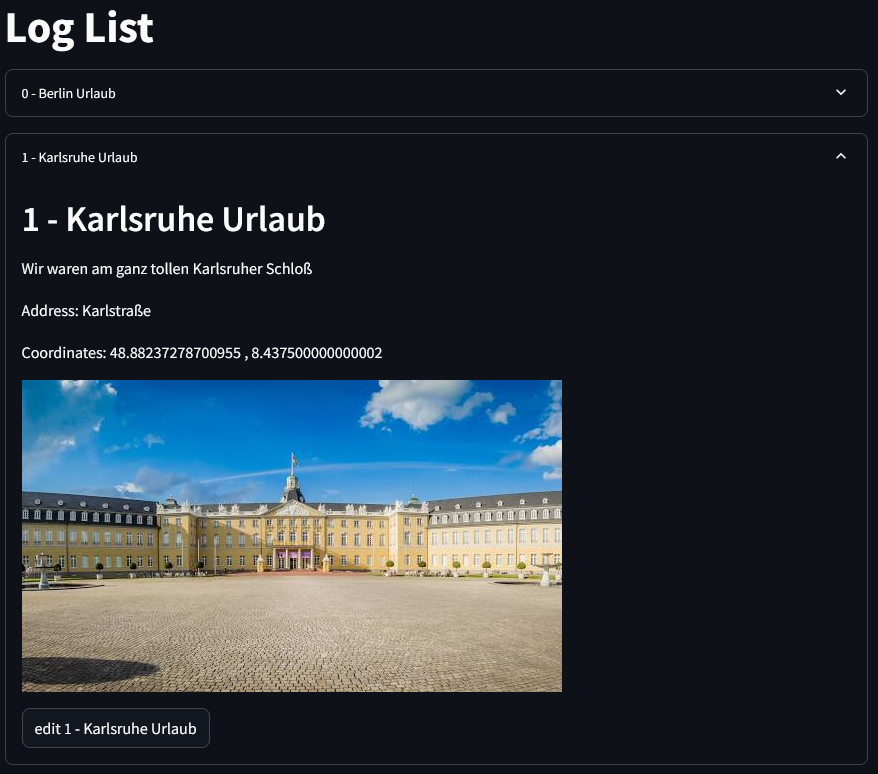 Log List
0 - Berlin Urlaub
1 - Karlsruhe Urlaub
1 - Karlsruhe Urlaub
Wir waren am ganz tollen Karlsruher Schloß
Address: Karlstraße
Coordinates: 48.88237278700955 , 8.437500000000002
edit 1 - Karlsruhe Urlaub